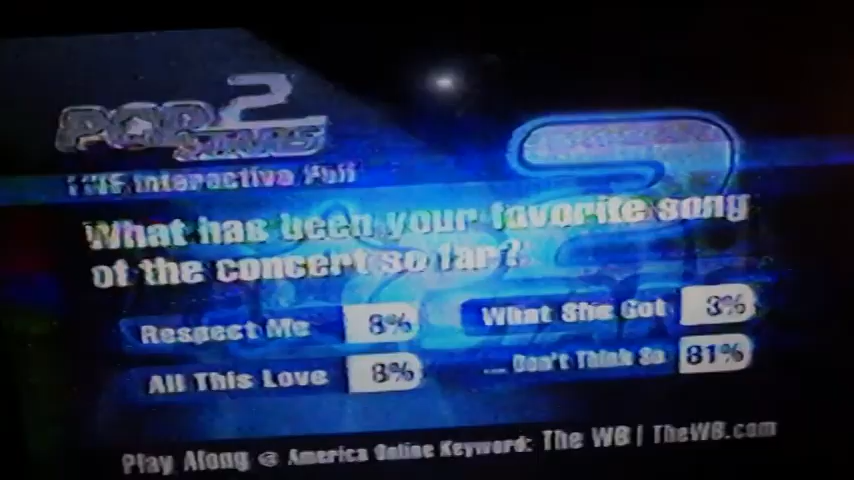 POP 2
STARS
LIVE Interactive Poll
What has been your favorite song
of the concert so far?
Respect Me 8%
What She Got 3%
All This Love 8%
... Don't Think So 81%
Play Along @ America Online Keyword: The WB | TheWB.com